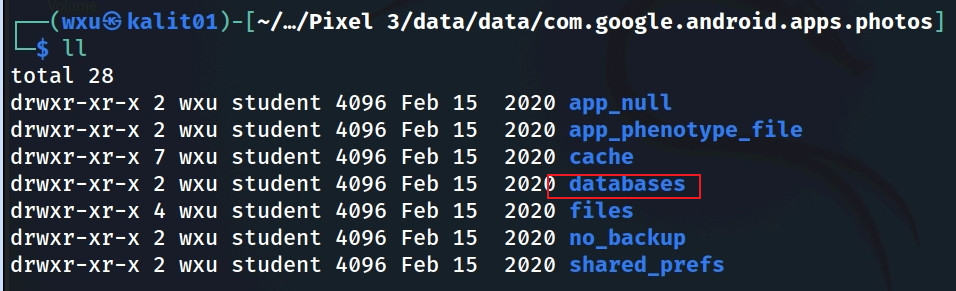 ┌──(wxu㉿kalit01)-[~/…/Pixel 3/data/data/com.google.android.apps.photos]
└─$ ll
total 28
drwxr-xr-x 2 wxu student 4096 Feb 15  2020 app_null
drwxr-xr-x 2 wxu student 4096 Feb 15  2020 app_phenotype_file
drwxr-xr-x 7 wxu student 4096 Feb 15  2020 cache
drwxr-xr-x 2 wxu student 4096 Feb 15  2020 databases
drwxr-xr-x 4 wxu student 4096 Feb 15  2020 files
drwxr-xr-x 2 wxu student 4096 Feb 15  2020 no_backup
drwxr-xr-x 2 wxu student 4096 Feb 15  2020 shared_prefs